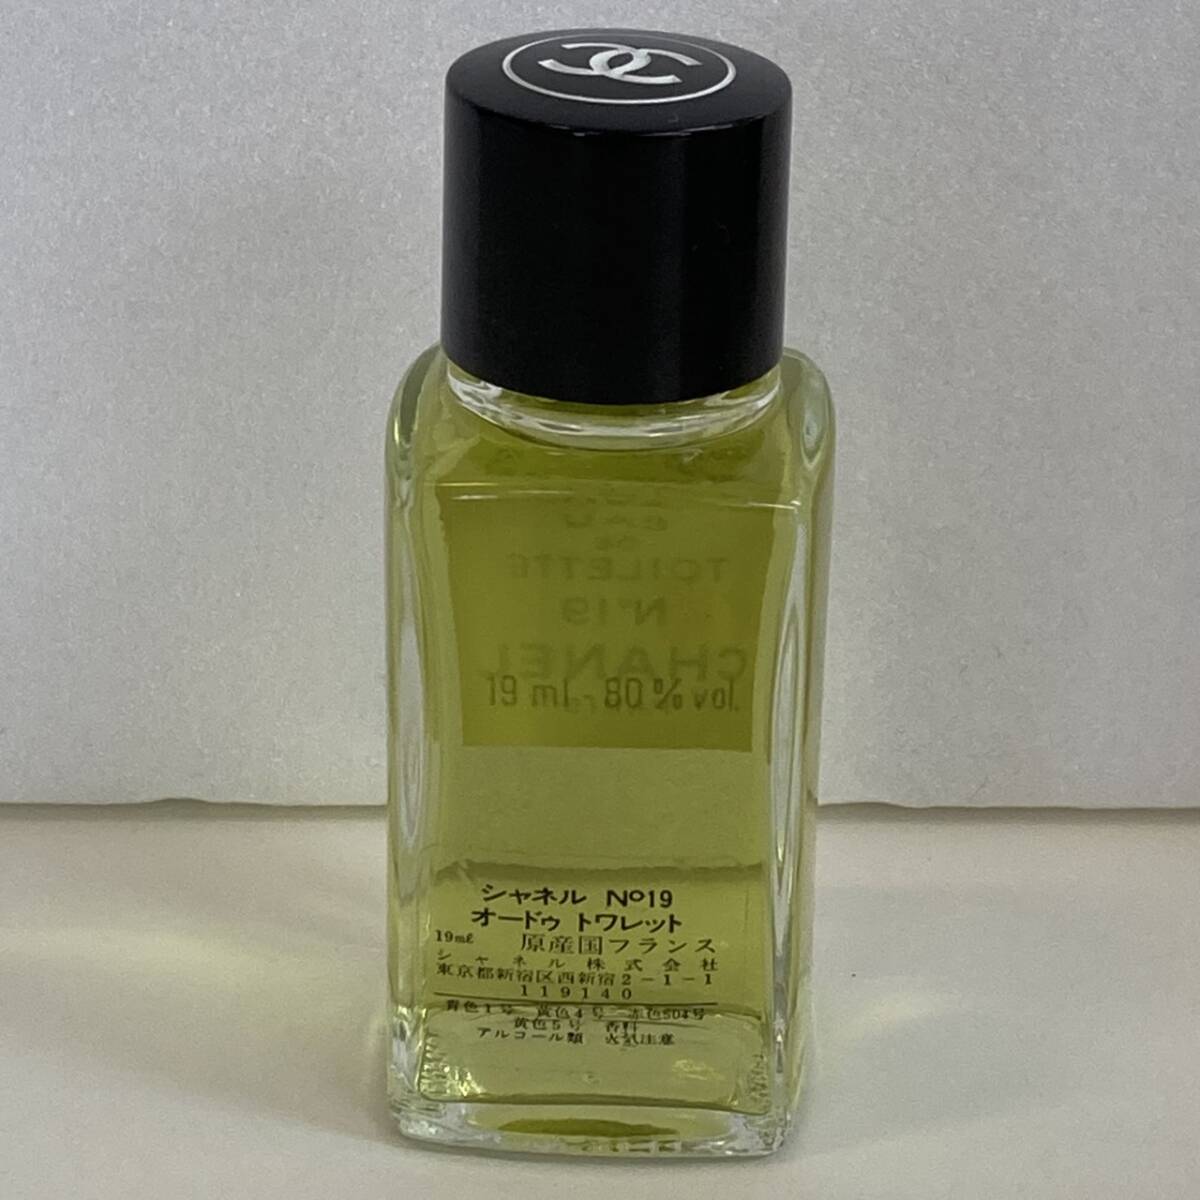 EAU
DE
TOILETTE
N°19
CHANEL
19 ml - 80% vol.
シャネル No19
オードゥ トワレット
19mℓ 原産国フランス
シャネル株式会社
東京都新宿区西新宿2-1-1
119140
青色1号 黄色4号 赤色504号
黄色5号 香料
アルコール類 火気注意